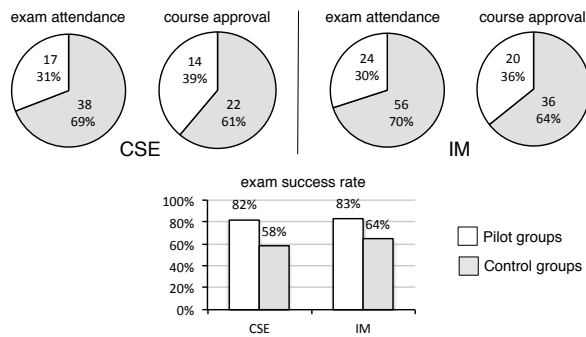 exam attendance
course approval
exam attendance
course approval
17
31%
38
69%
14
39%
22
61%
24
30%
56
70%
20
36%
36
64%
CSE
IM
exam success rate
100%
80%
60%
40%
20%
0%
82%
58%
83%
64%
CSE
IM
Pilot groups
Control groups